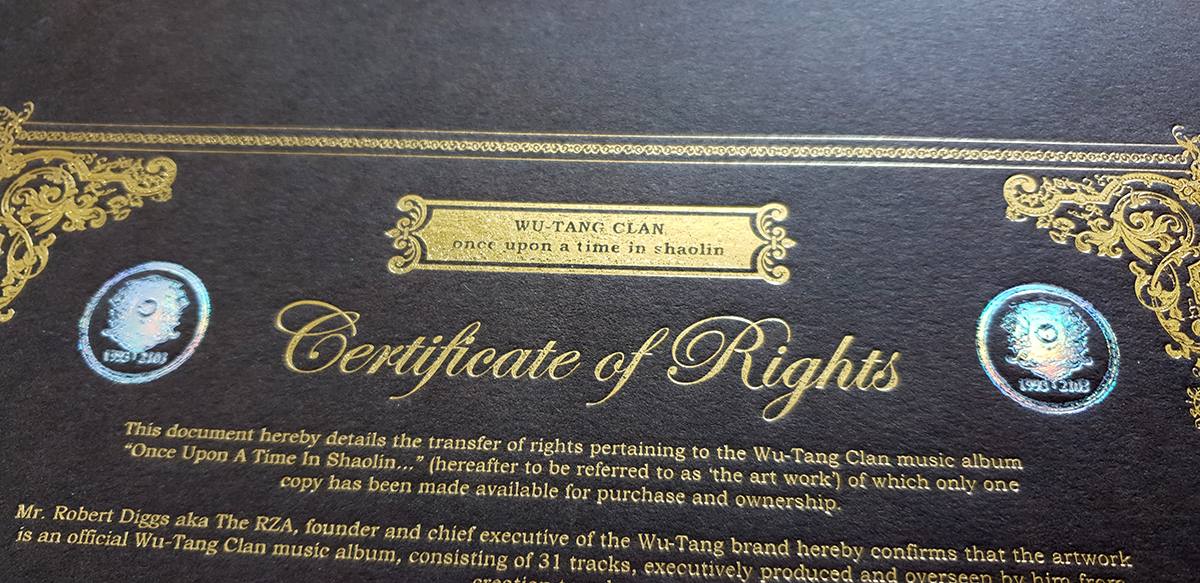 WU-TANG CLAN
once upon a time in shaolin
1993 · 2103
Certificate of Rights
1993 · 2103
This document hereby details the transfer of rights pertaining to the Wu-Tang Clan music album
“Once Upon A Time In Shaolin...” (hereafter to be referred to as ‘the art work’) of which only one
copy has been made available for purchase and ownership.
Mr. Robert Diggs aka The RZA, founder and chief executive of the Wu-Tang brand hereby confirms that the artwork
is an official Wu-Tang Clan music album, consisting of 31 tracks, executively produced and overseen by him from